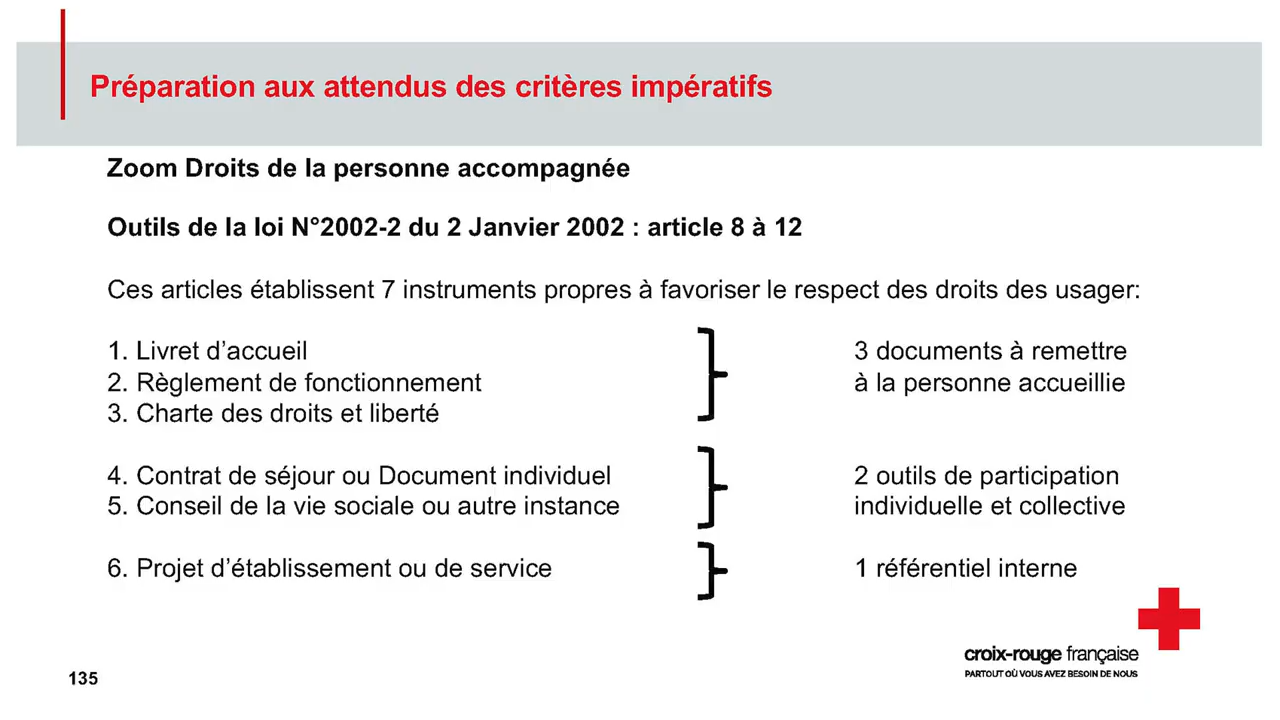 Préparation aux attendus des critères impératifs
Zoom Droits de la personne accompagnée
Outils de la loi N°2002-2 du 2 Janvier 2002 : article 8 à 12
Ces articles établissent 7 instruments propres à favoriser le respect des droits des usager:
1. Livret d’accueil
2. Règlement de fonctionnement
3. Charte des droits et liberté
3 documents à remettre
à la personne accueillie
4. Contrat de séjour ou Document individuel
5. Conseil de la vie sociale ou autre instance
2 outils de participation
individuelle et collective
6. Projet d’établissement ou de service
1 référentiel interne
croix-rouge française
PARTOUT OÙ VOUS AVEZ BESOIN DE NOUS
135